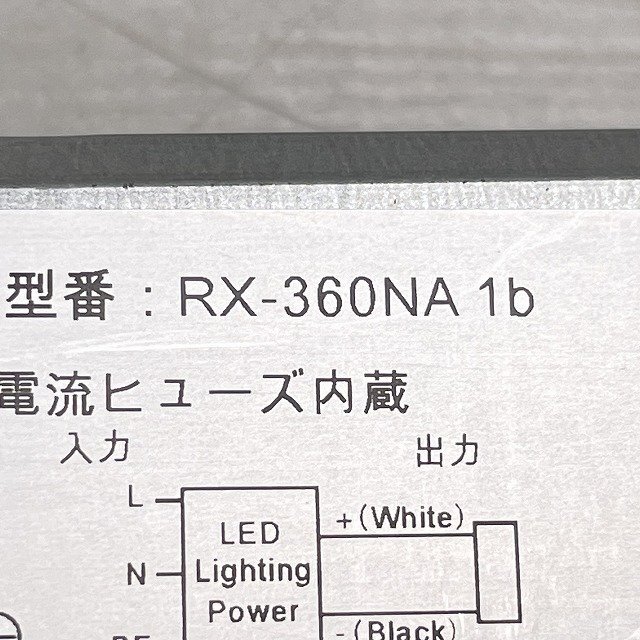 型番：RX-360NA 1b
電流ヒューズ内蔵
入力
出力
L
+(White)
LED
N
Lighting
Power
-(Black)